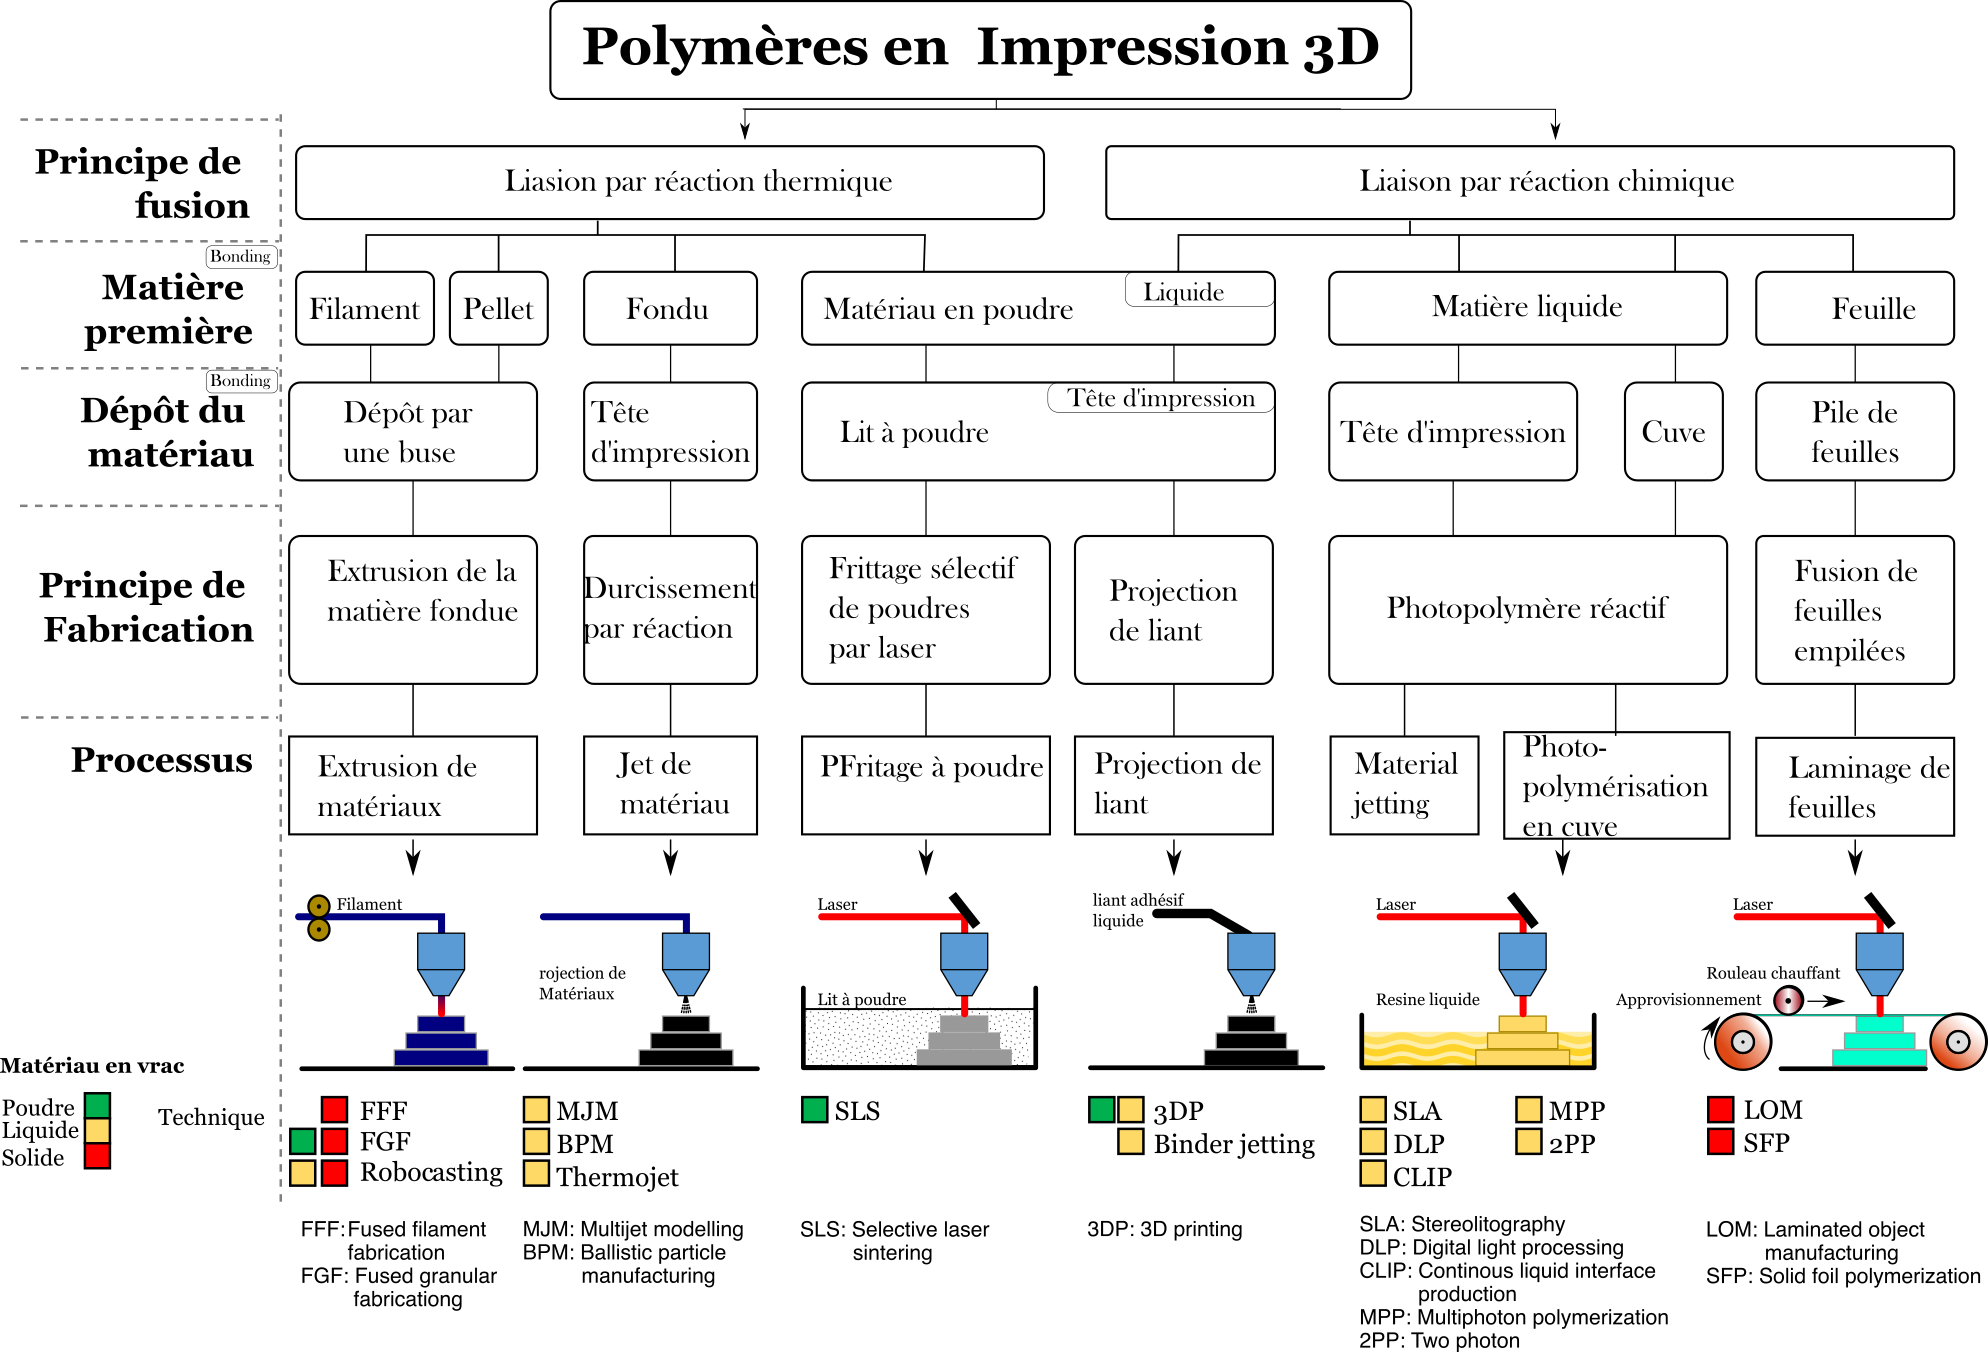 Polymères en Impression 3D
Principe de
fusion
Liasion par réaction thermique
Liaison par réaction chimique
Bonding
Matière
première
Filament
Pellet
Fondu
Matériau en poudre
Liquide
Matière liquide
Feuille
Bonding
Dépôt du
matériau
Dépôt par
une buse
Tête
d'impression
Lit à poudre
Tête d'impression
Tête d'impression
Cuve
Pile de
feuilles
Principe de
Fabrication
Extrusion de la
matière fondue
Durcissement
par réaction
Frittage sélectif
de poudres
par laser
Projection
de liant
Photopolymère réactif
Fusion de
feuilles
empilées
Processus
Extrusion de
matériaux
Jet de
matériau
PFritage à poudre
Projection de
liant
Material
jetting
Photo-
polymérisation
en cuve
Laminage de
feuilles
Filament
rojection de
Matériaux
Laser
Lit à poudre
liant adhésif
liquide
Laser
Resine liquide
Laser
Rouleau chauffant
Approvisionnement
Matériau en vrac
Poudre
Liquide
Solide
Technique
FFF
FGF
Robocasting
MJM
BPM
Thermojet
SLS
3DP
Binder jetting
SLA
DLP
CLIP
MPP
2PP
LOM
SFP
FFF:Fused filament
fabrication
FGF: Fused granular
fabricationg
MJM: Multijet modelling
BPM: Ballistic particle
manufacturing
SLS: Selective laser
sintering
3DP: 3D printing
SLA: Stereolitography
DLP: Digital light processing
CLIP: Continous liquid interface
production
MPP: Multiphoton polymerization
2PP: Two photon
LOM: Laminated object
manufacturing
SFP: Solid foil polymerization